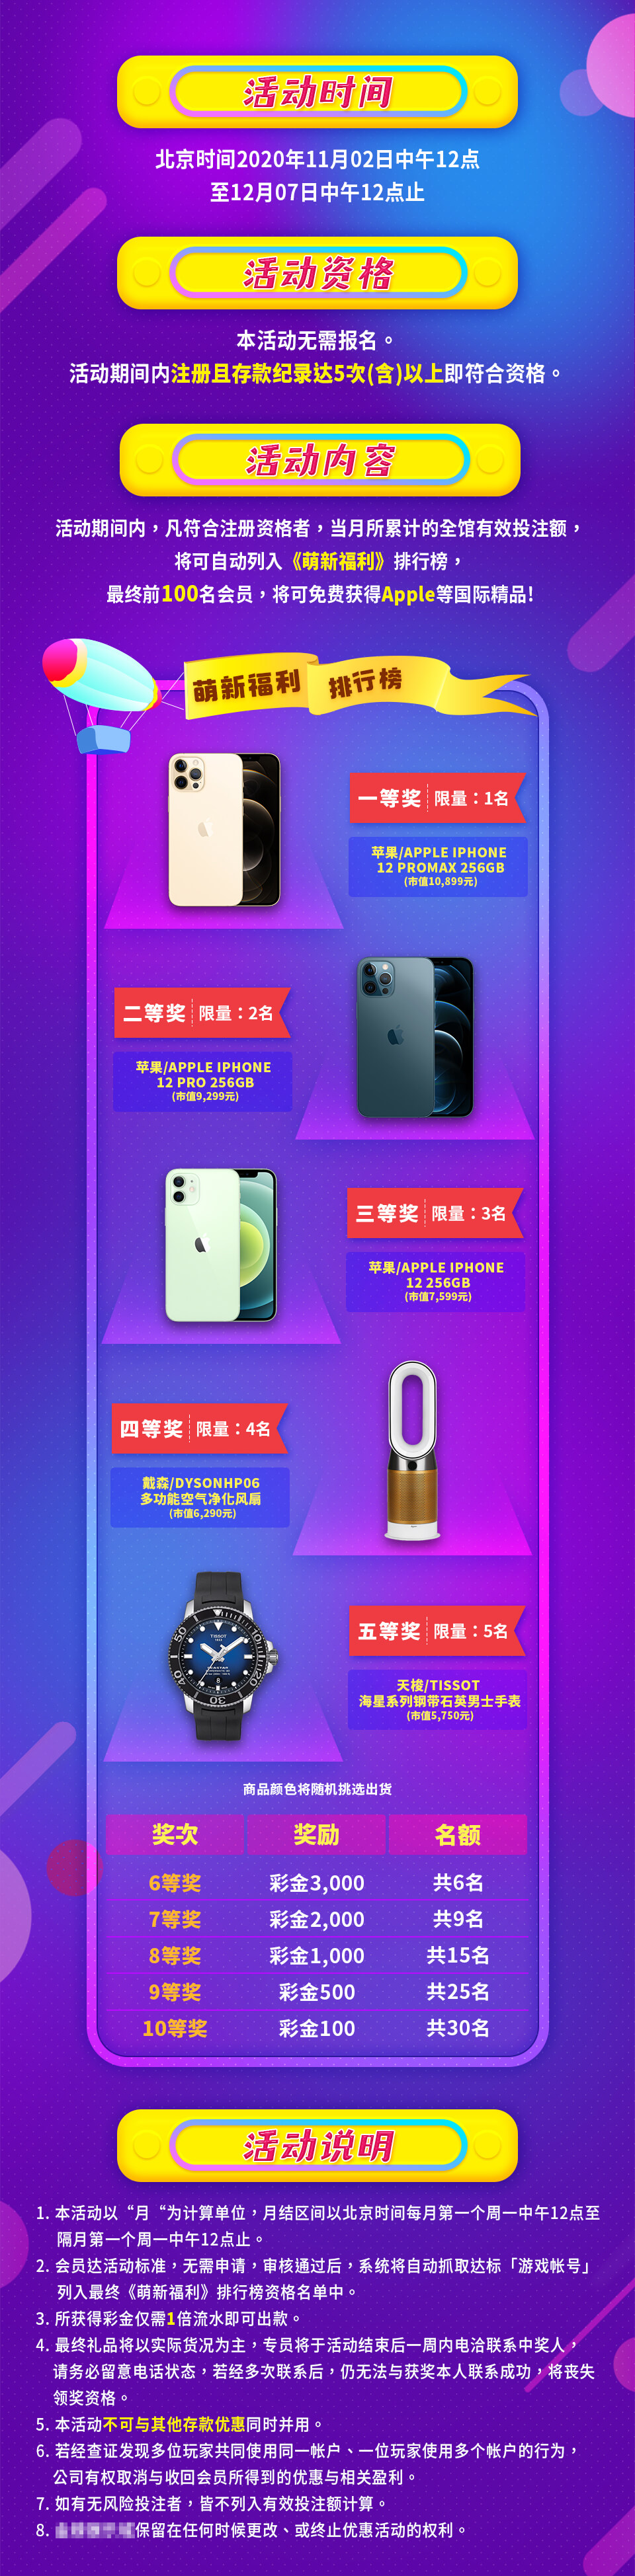 活动时间
北京时间2020年11月02日中午12点
至12月07日中午12点止
活动资格
本活动无需报名。
活动期间内注册且存款纪录达5次(含)以上即符合资格。
活动内容
活动期间内，凡符合注册资格者，当月所累计的全馆有效投注额，
将可自动列入《萌新福利》排行榜，
最终前100名会员，将可免费获得Apple等国际精品!
萌新福利 排行榜
一等奖 限量：1名
苹果/APPLE IPHONE
12 PROMAX 256GB
(市值10,899元)
二等奖 限量：2名
苹果/APPLE IPHONE
12 PRO 256GB
(市值9,299元)
三等奖 限量：3名
苹果/APPLE IPHONE
12 256GB
(市值7,599元)
四等奖 限量：4名
戴森/DYSONHP06
多功能空气净化风扇
(市值6,290元)
TISSOT
五等奖 限量：5名
天梭/TISSOT
海星系列钢带石英男士手表
(市值5,750元)
商品颜色将随机挑选出货
奖次 奖励 名额
6等奖 彩金3,000 共6名
7等奖 彩金2,000 共9名
8等奖 彩金1,000 共15名
9等奖 彩金500 共25名
10等奖 彩金100 共30名
活动说明
1. 本活动以“月“为计算单位，月结区间以北京时间每月第一个周一中午12点至
隔月第一个周一中午12点止。
2. 会员达活动标准，无需申请，审核通过后，系统将自动抓取达标「游戏帐号」
列入最终《萌新福利》排行榜资格名单中。
3. 所获得彩金仅需1倍流水即可出款。
4. 最终礼品将以实际货况为主，专员将于活动结束后一周内电洽联系中奖人，
请务必留意电话状态，若经多次联系后，仍无法与获奖本人联系成功，将丧失
领奖资格。
5. 本活动不可与其他存款优惠同时并用。
6. 若经查证发现多位玩家共同使用同一帐户、一位玩家使用多个帐户的行为，
公司有权取消与收回会员所得到的优惠与相关盈利。
7. 如有无风险投注者，皆不列入有效投注额计算。
8. 保留在任何时候更改、或终止优惠活动的权利。